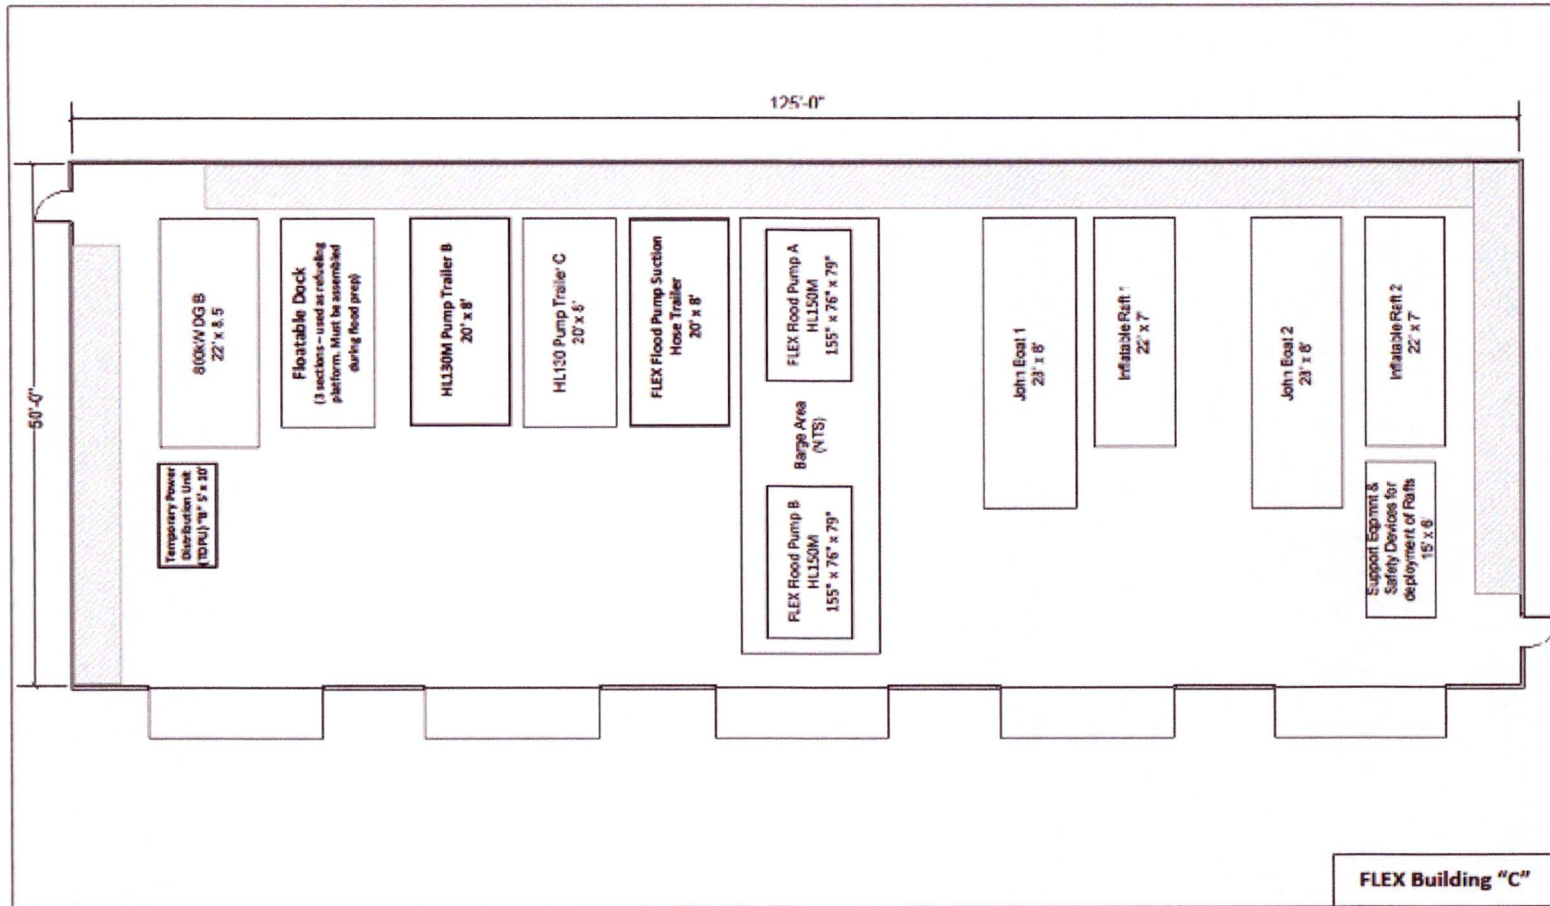 125'-0"
50'-0"
800kW DG B
22' x 8.5'
Floatable Dock
(3 sections – used as refueling
platform. Must be assembled
during flood prep)
HL130M Pump Trailer B
20' x 8'
HL130 Pump Trailer C
20' x 8'
FLEX Flood Pump Suction
Hose Trailer
20' x 8'
FLEX Flood Pump A
HL150M
155" x 76" x 79"
Barge Area
(NTS)
FLEX Flood Pump B
HL150M
155" x 76" x 79"
John Boat 1
28' x 8'
Inflatable Raft 1
22' x 7'
John Boat 2
28' x 8'
Inflatable Raft 2
22' x 7'
Temporary Power
Distribution Unit
(TDPU) "B" 5' x 10'
Support Eqpmnt &
Safety Devices for
deployment of Rafts
15' x 6'
FLEX Building "C"